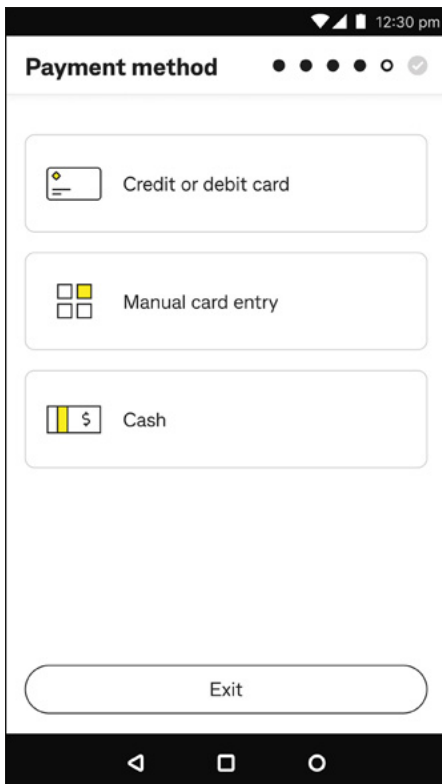 12:30 pm
Payment method
Credit or debit card
Manual card entry
$
Cash
Exit